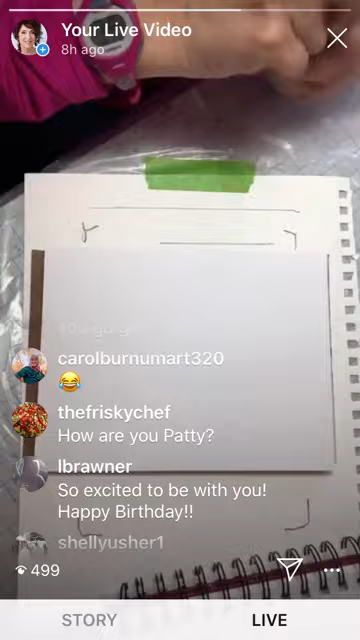 Your Live Video
8h ago
carolburnumart320
😂
thefriskychef
How are you Patty?
lbrawner
So excited to be with you!
Happy Birthday!!
shellyusher1
499
STORY
LIVE